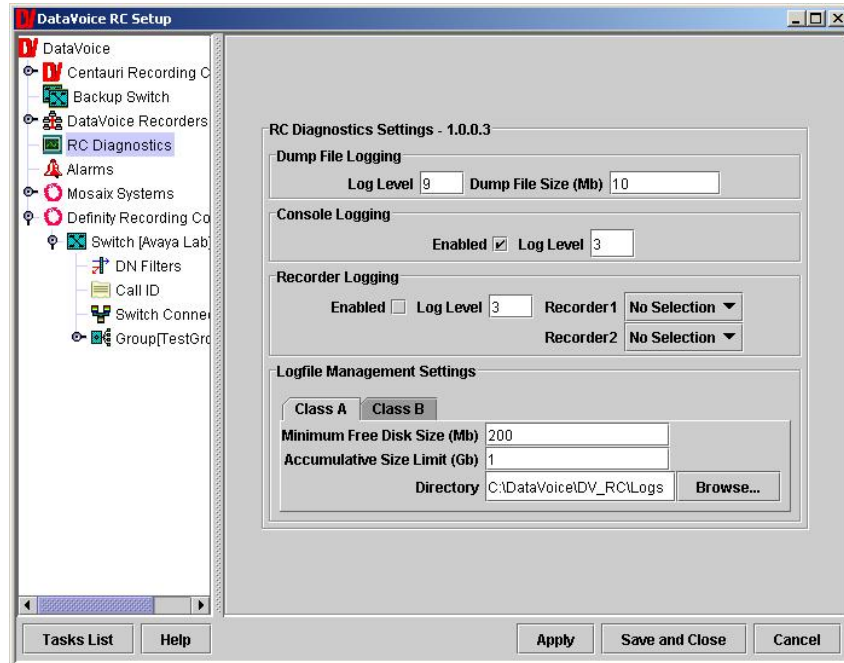 DataVoice RC Setup
DataVoice
Centauri Recording C
Backup Switch
DataVoice Recorders
RC Diagnostics
Alarms
Mosaix Systems
Definity Recording Co
Switch [Avaya Lab]
DN Filters
Call ID
Switch Connec
Group[TestGro
RC Diagnostics Settings - 1.0.0.3
Dump File Logging
Log Level 9 Dump File Size (Mb) 10
Console Logging
Enabled Log Level 3
Recorder Logging
Enabled Log Level 3 Recorder1 No Selection
Recorder2 No Selection
Logfile Management Settings
Class A Class B
Minimum Free Disk Size (Mb) 200
Accumulative Size Limit (Gb) 1
Directory C:\DataVoice\DV_RC\Logs Browse...
Tasks List Help Apply Save and Close Cancel